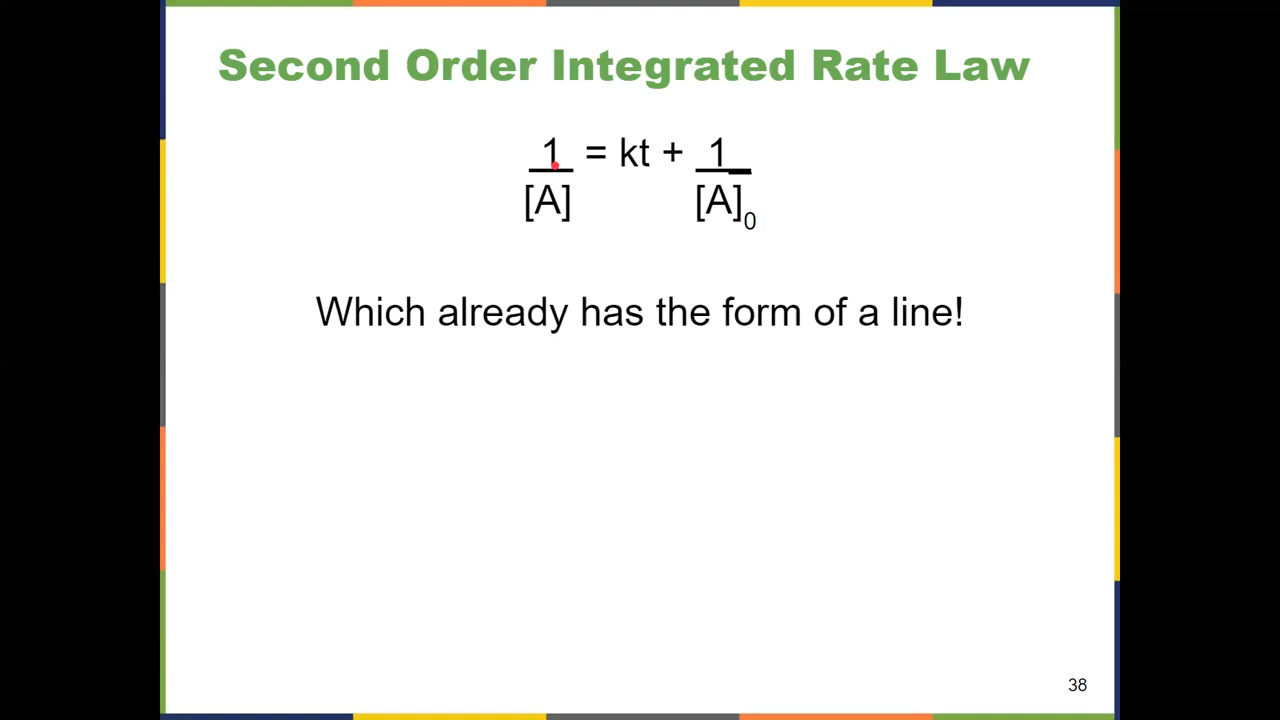 Second Order Integrated Rate Law
1 = kt + 1
[A] [A]0
Which already has the form of a line!
38